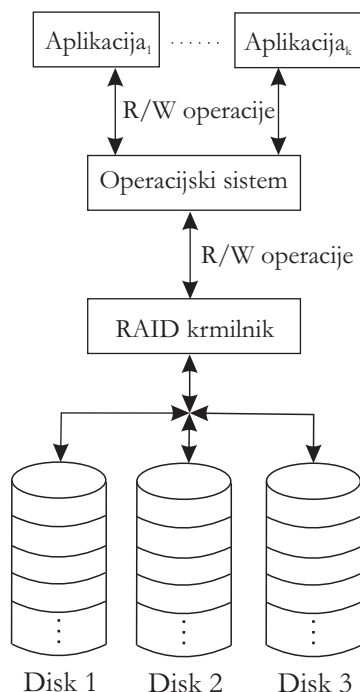 Aplikacija₁ ...... Aplikacijaₖ
R/W operacije
Operacijski sistem
R/W operacije
RAID krmilnik
Disk 1 Disk 2 Disk 3